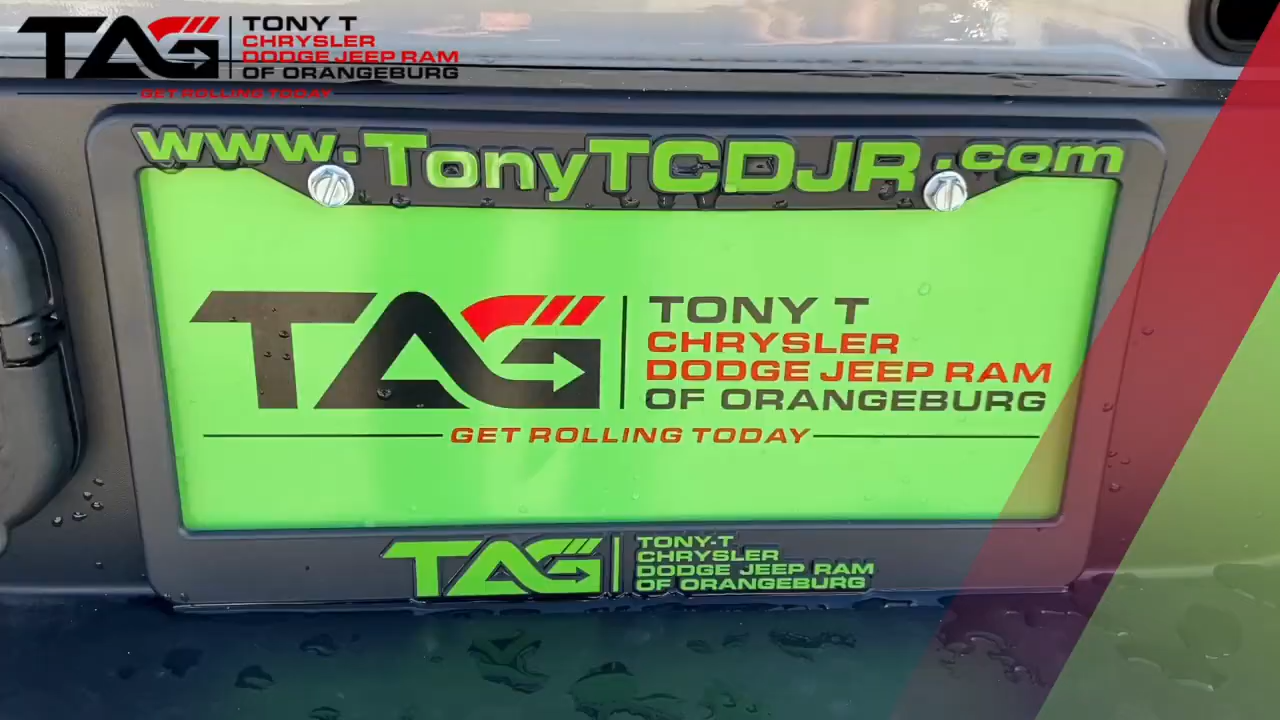 TAG
TONY T
CHRYSLER
DODGE JEEP RAM
OF ORANGEBURG
GET ROLLING TODAY
www.TonyTCDJR.com
TAG
TONY T
CHRYSLER
DODGE JEEP RAM
OF ORANGEBURG
GET ROLLING TODAY
TAG
TONY T
CHRYSLER
DODGE JEEP RAM
OF ORANGEBURG